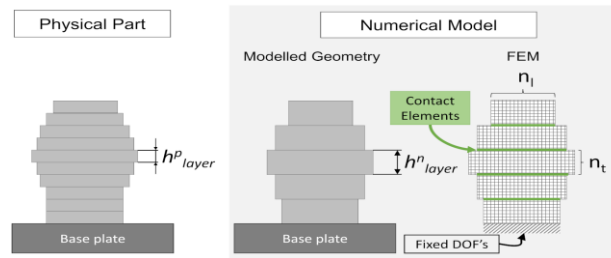 Physical Part
Numerical Model
Modelled Geometry
FEM
n_l
Contact
Elements
h^p_layer
h^n_layer
n_t
Base plate
Base plate
Fixed DOF's